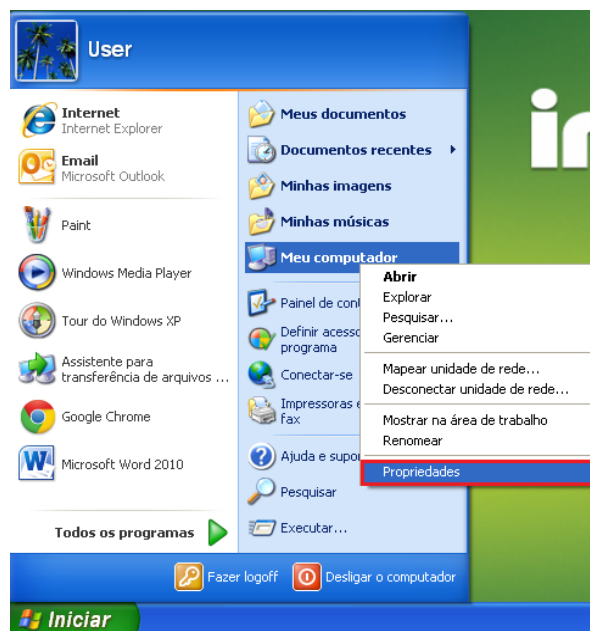 User
Internet
Internet Explorer
Email
Microsoft Outlook
Paint
Windows Media Player
Tour do Windows XP
Assistente para
transferência de arquivos ...
Google Chrome
Microsoft Word 2010
Todos os programas
Meus documentos
Documentos recentes
Minhas imagens
Minhas músicas
Meu computador
Painel de
Definir acesso
programa
Conectar-se
Impressoras e
fax
Ajuda e
Pesquisar
Executar...
Abrir
Explorar
Pesquisar...
Gerenciar
Mapear unidade de rede...
Desconectar unidade de rede...
Mostrar na área de trabalho
Renomear
Propriedades
Fazer logoff
Desligar o computador
Iniciar